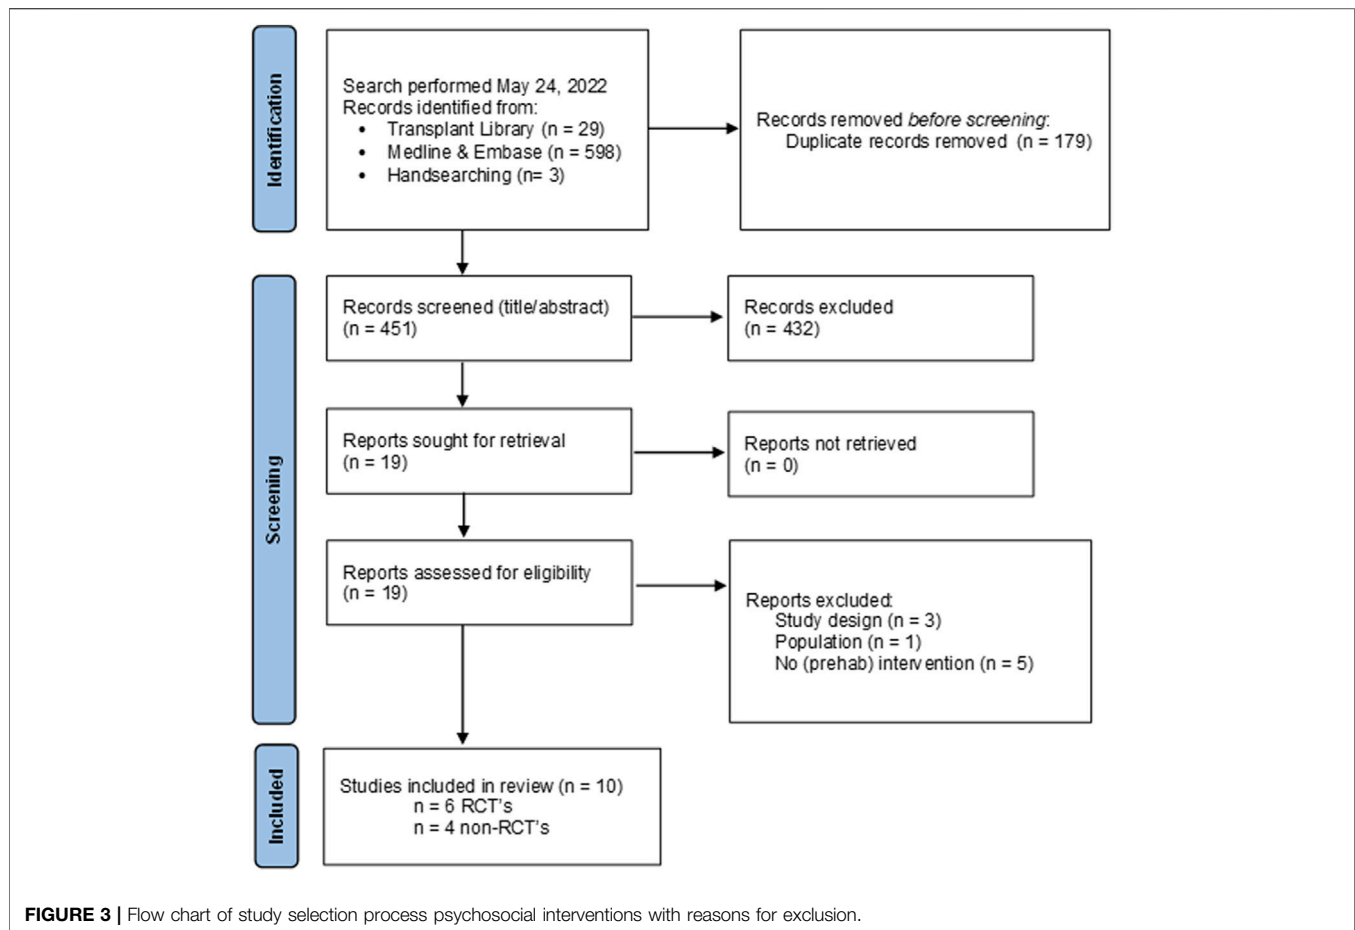 Identification
Search performed May 24, 2022
Records identified from:
• Transplant Library (n = 29)
• Medline & Embase (n = 598)
• Handsearching (n= 3)
Records removed before screening:
Duplicate records removed (n = 179)
Screening
Records screened (title/abstract)
(n = 451)
Records excluded
(n = 432)
Reports sought for retrieval
(n = 19)
Reports not retrieved
(n = 0)
Reports assessed for eligibility
(n = 19)
Reports excluded:
Study design (n = 3)
Population (n = 1)
No (prehab) intervention (n = 5)
Included
Studies included in review (n = 10)
n = 6 RCT's
n = 4 non-RCT's
FIGURE 3 | Flow chart of study selection process psychosocial interventions with reasons for exclusion.